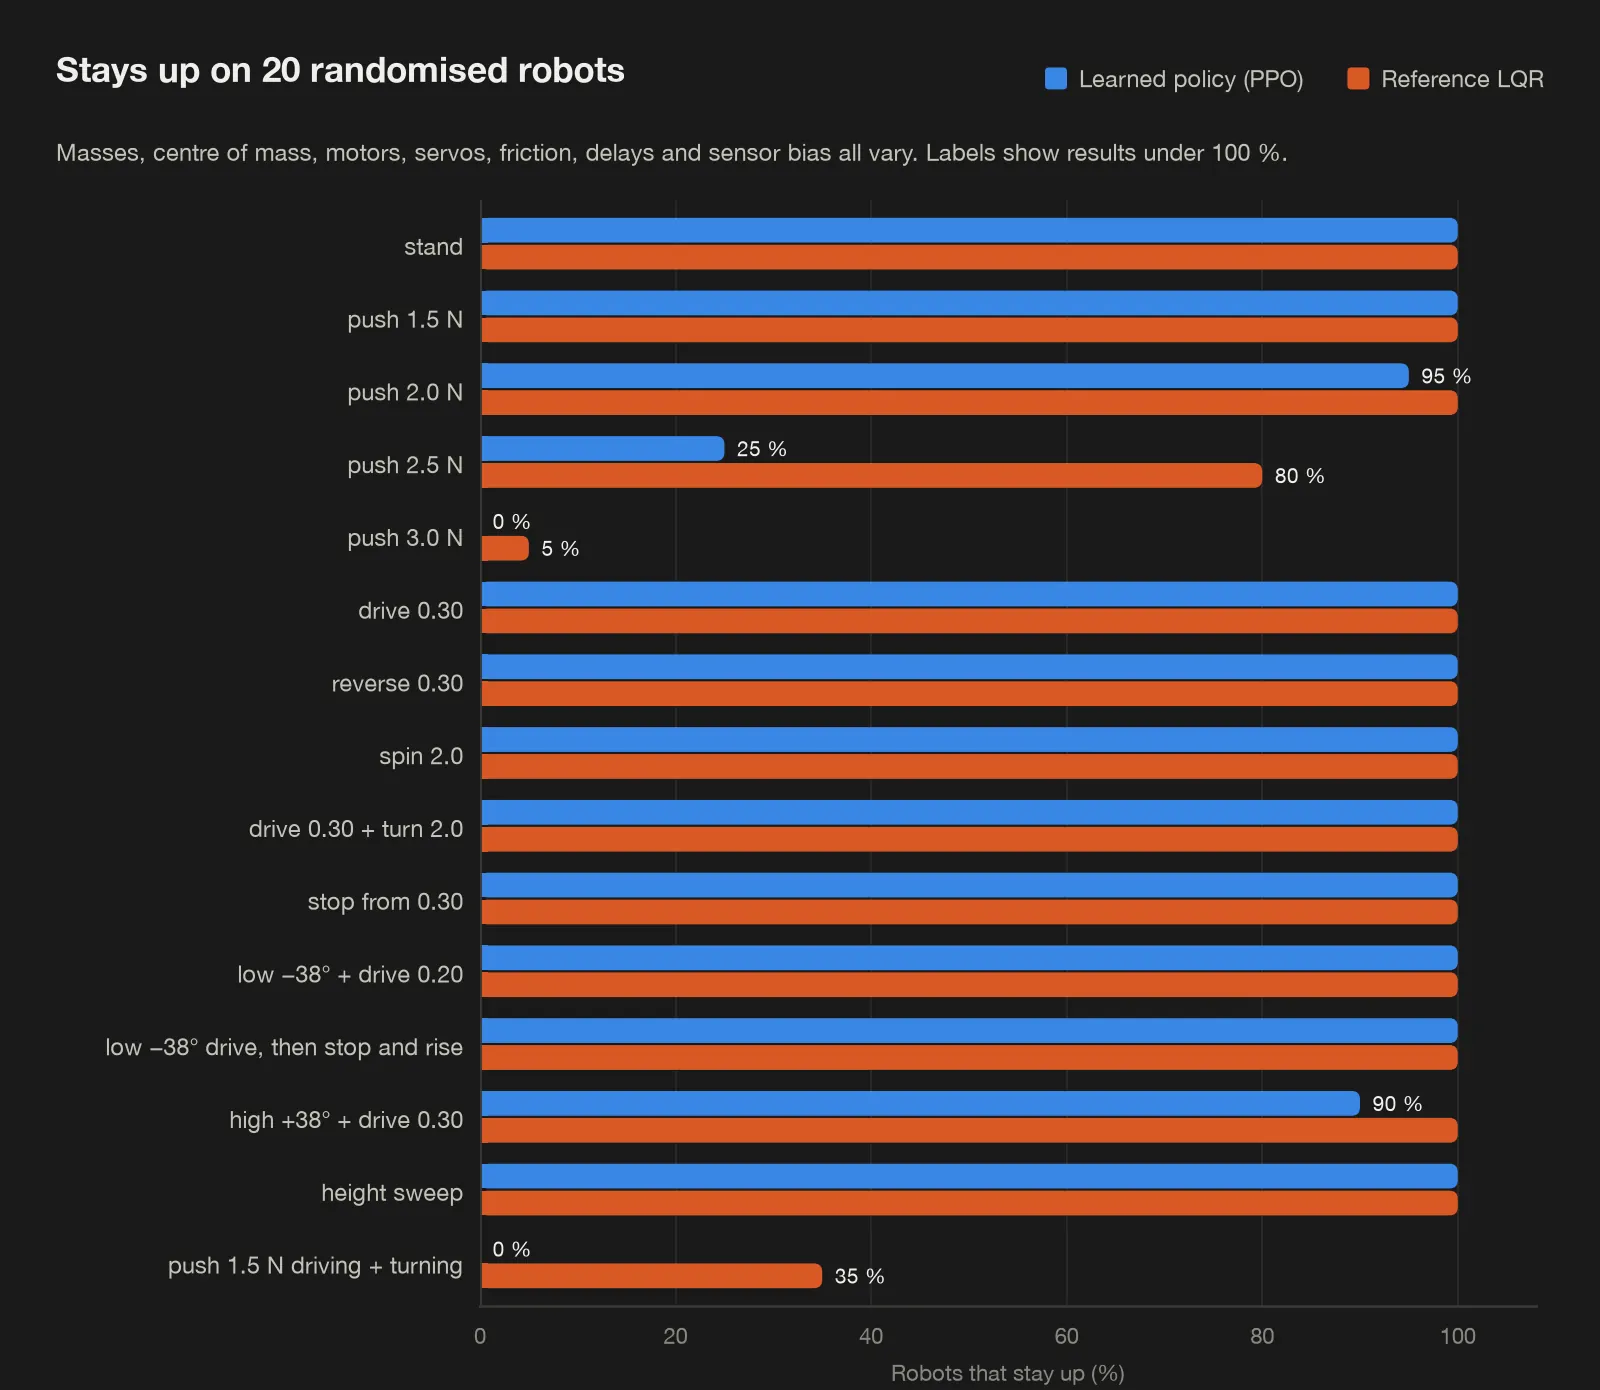 Stays up on 20 randomised robots
Learned policy (PPO)
Reference LQR
Masses, centre of mass, motors, servos, friction, delays and sensor bias all vary. Labels show results under 100 %.
stand
push 1.5 N
push 2.0 N
95 %
push 2.5 N
25 %
80 %
push 3.0 N
0 %
5 %
drive 0.30
reverse 0.30
spin 2.0
drive 0.30 + turn 2.0
stop from 0.30
low −38° + drive 0.20
low −38° drive, then stop and rise
high +38° + drive 0.30
90 %
height sweep
push 1.5 N driving + turning
0 %
35 %
0 20 40 60 80 100
Robots that stay up (%)